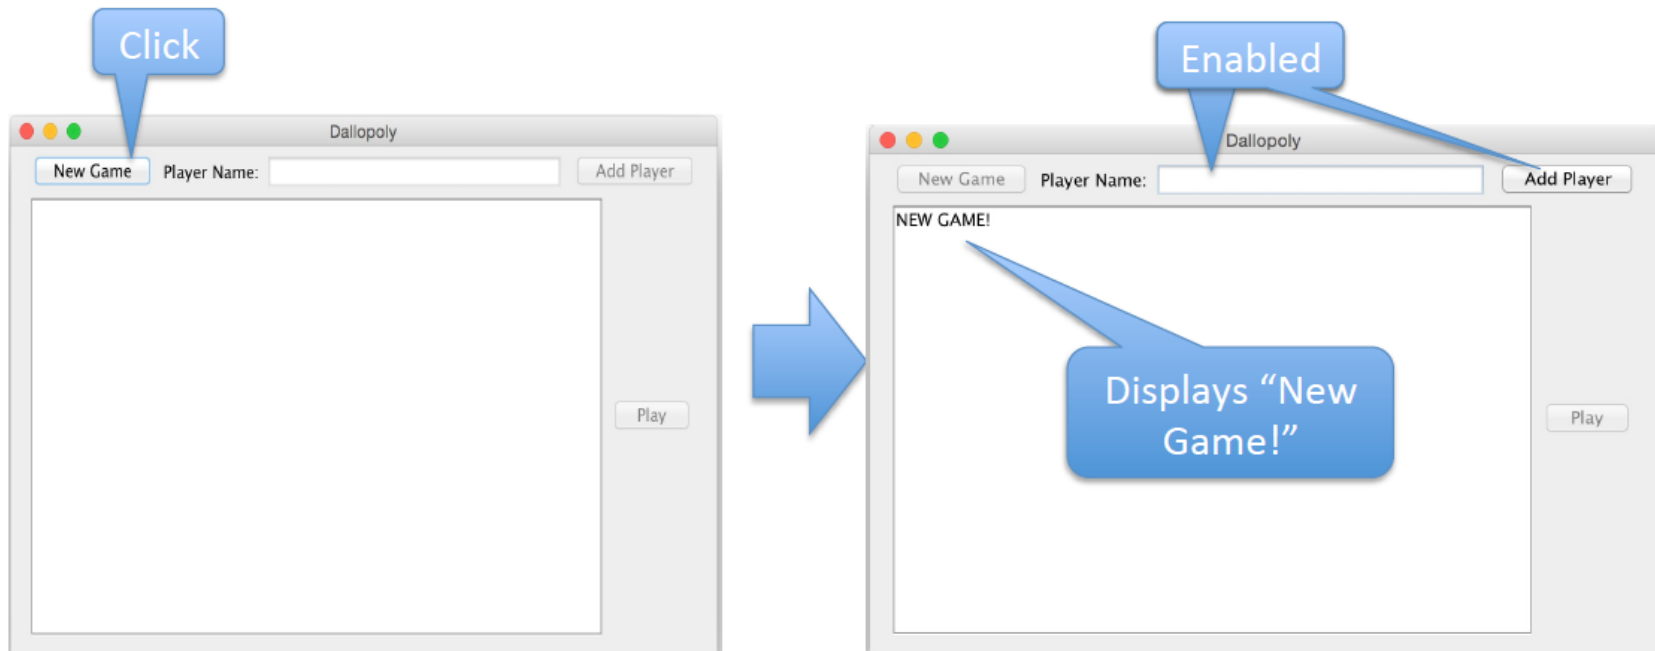 Click
Dallopoly
New Game Player Name: Add Player
Play
Enabled
Dallopoly
New Game Player Name: Add Player
NEW GAME!
Displays “New
Game!”
Play